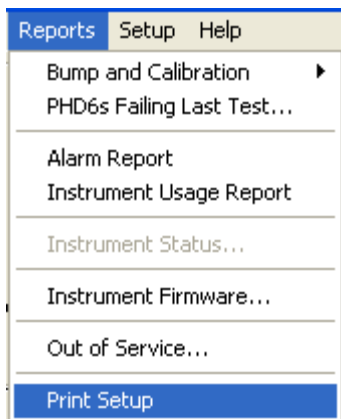 Reports Setup Help
Bump and Calibration
PHD6s Failing Last Test...
Alarm Report
Instrument Usage Report
Instrument Status...
Instrument Firmware...
Out of Service...
Print Setup